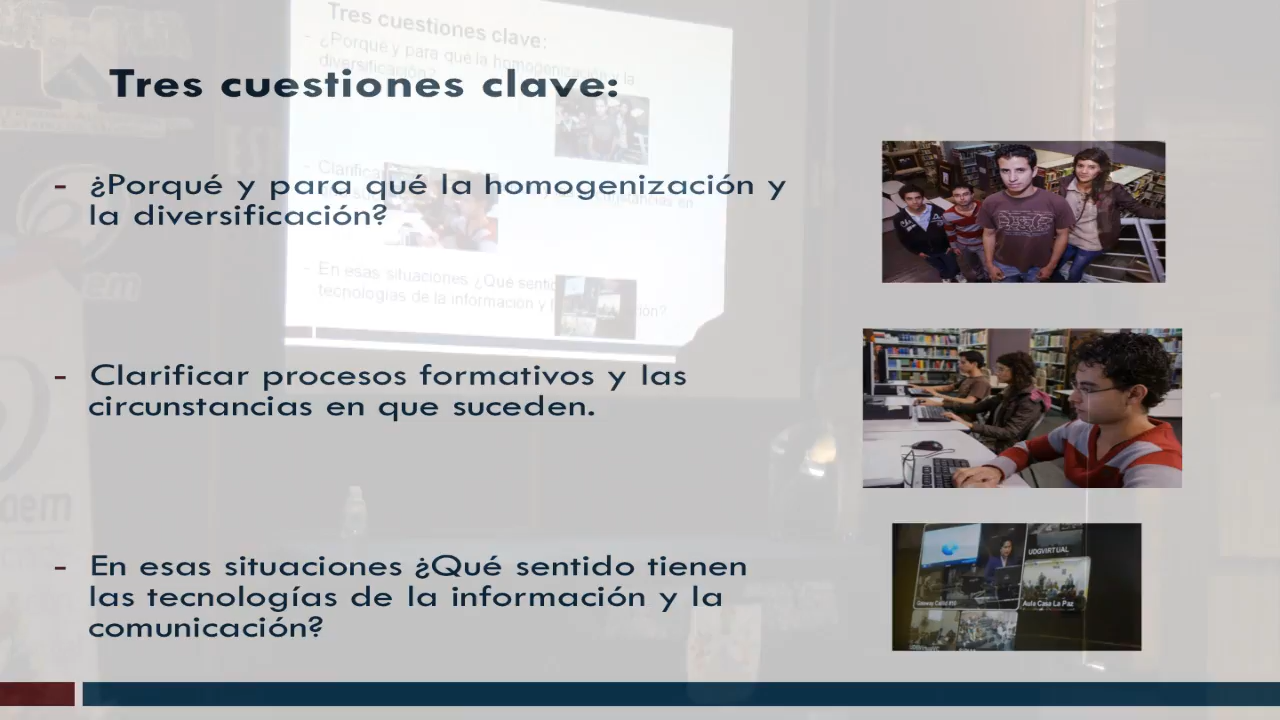 Tres cuestiones clave:
- ¿Porqué y para qué la homogenización y
la diversificación?
- Clarificar procesos formativos y las
circunstancias en que suceden.
- En esas situaciones ¿Qué sentido tienen
las tecnologías de la información y la
comunicación?
Tres cuestiones clave:
- ¿Porqué y para qué la homogenización y la
diversificación?
- En esas situaciones ¿Qué
tecnologías de la información y
aem
UDGVIRTUAL
Aula Casa La Paz